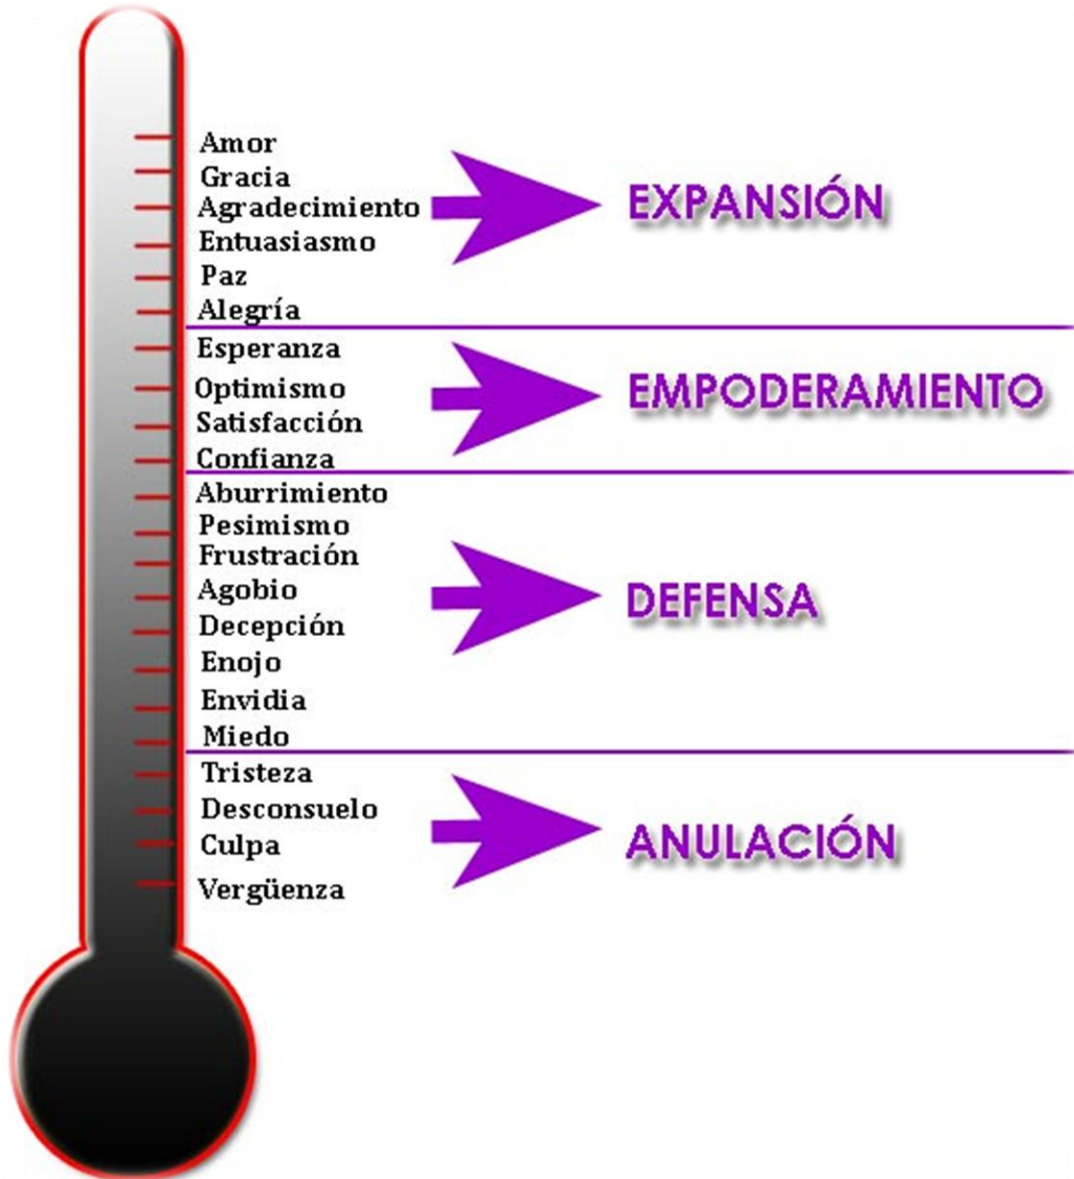 Amor
Gracia
Agradecimiento
Entuasiasmo
Paz
Alegría
EXPANSIÓN
Esperanza
Optimismo
Satisfacción
Confianza
EMPODERAMIENTO
Aburrimiento
Pesimismo
Frustración
Agobio
Decepción
Enojo
Envidia
Miedo
DEFENSA
Tristeza
Desconsuelo
Culpa
Vergüenza
ANULACIÓN